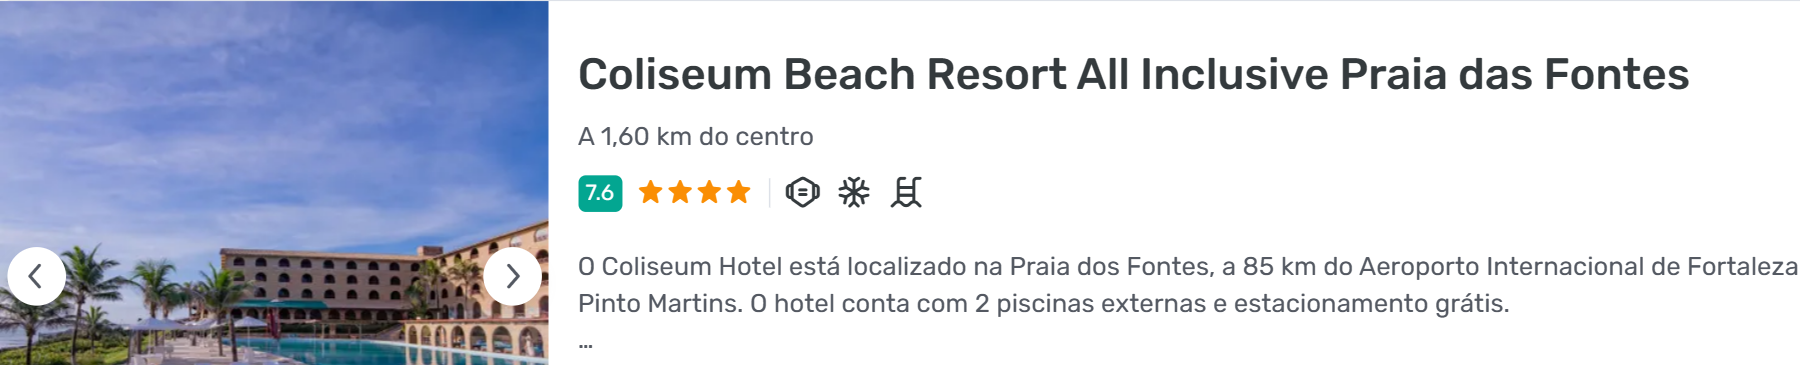 Coliseum Beach Resort All Inclusive Praia das Fontes
A 1,60 km do centro
7.6
O Coliseum Hotel está localizado na Praia dos Fontes, a 85 km do Aeroporto Internacional de Fortaleza
Pinto Martins. O hotel conta com 2 piscinas externas e estacionamento grátis.
...